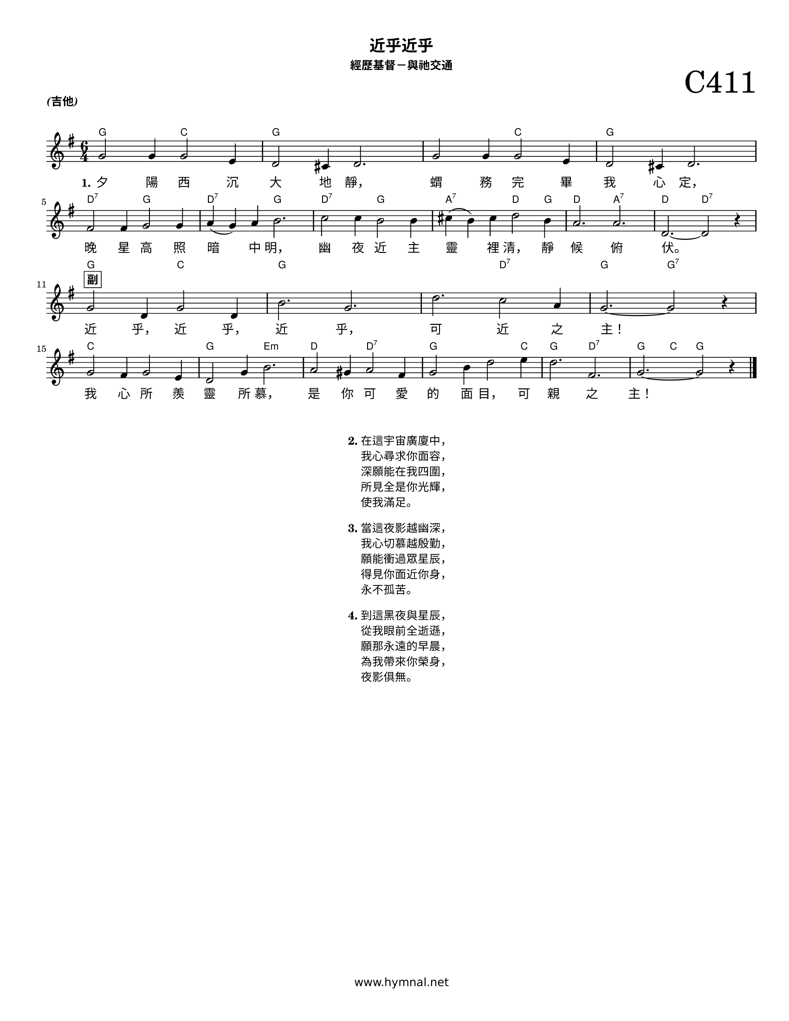 近乎近乎
經歷基督－與祂交通
C411
(吉他)
G C G C G
6 4
1. 夕 陽 西 沉 大 地 靜， 蝟 務 完 畢 我 心 定，
5 D7 G D7 G D7 G A7 D G D A7 D D7
晚 星 高 照 暗 中 明， 幽 夜 近 主 靈 裡 清， 靜 候 俯 伏。
G C G D7 G G7
11 副
近 乎， 近 乎， 近 乎， 可 近 之 主！
15 C G Em D D7 G C G D7 G C G
我 心 所 羨 靈 所 慕， 是 你 可 愛 的 面 目， 可 親 之 主！
2. 在這宇宙廣廈中，
我心尋求你面容，
深願能在我四圍，
所見全是你光輝，
使我滿足。
3. 當這夜影越幽深，
我心切慕越殷勤，
願能衝過眾星辰，
得見你面近你身，
永不孤苦。
4. 到這黑夜與星辰，
從我眼前全逝遜，
願那永遠的早晨，
為我帶來你榮身，
夜影俱無。
www.hymnal.net